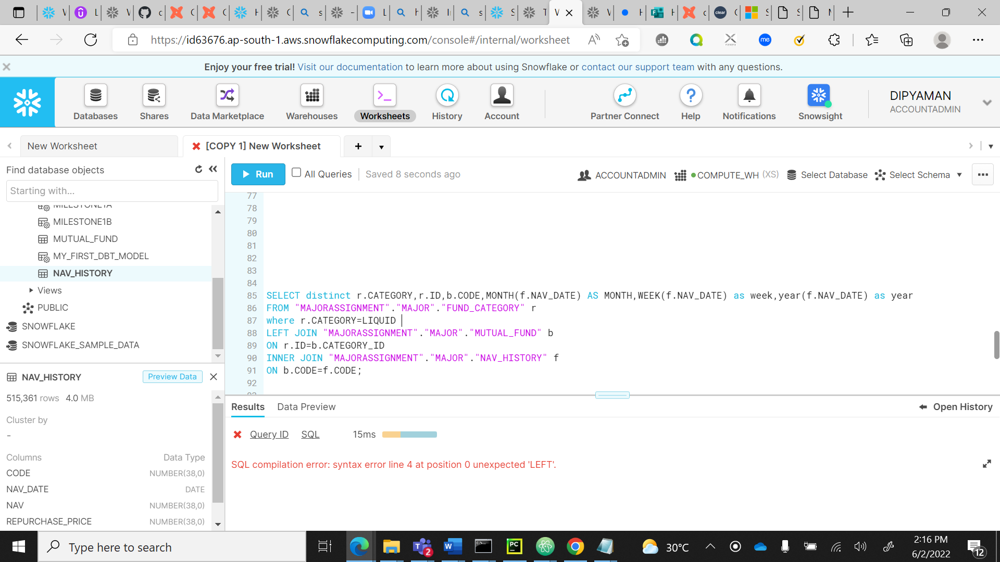 https://id63676.ap-south-1.aws.snowflakecomputing.com/console#/internal/worksheet
Enjoy your free trial! Visit our documentation to learn more about using Snowflake or contact our support team with any questions.
Databases
Shares
Data Marketplace
Warehouses
Worksheets
History
Account
Partner Connect
Help
Notifications
Snowsight
DIPYAMAN
ACCOUNTADMIN
New Worksheet
[COPY 1] New Worksheet
Find database objects
Starting with...
Run
All Queries
Saved 8 seconds ago
ACCOUNTADMIN
COMPUTE_WH (XS)
Select Database
Select Schema
MILESTONE1A
MILESTONE1B
MUTUAL_FUND
MY_FIRST_DBT_MODEL
NAV_HISTORY
Views
PUBLIC
SNOWFLAKE
SNOWFLAKE_SAMPLE_DATA
77
78
79
80
81
82
83
84
85 SELECT distinct r.CATEGORY,r.ID,b.CODE,MONTH(f.NAV_DATE) AS MONTH,WEEK(f.NAV_DATE) as week,year(f.NAV_DATE) as year
86 FROM "MAJORASSIGNMENT"."MAJOR"."FUND_CATEGORY" r
87 where r.CATEGORY=LIQUID
88 LEFT JOIN "MAJORASSIGNMENT"."MAJOR"."MUTUAL_FUND" b
89 ON r.ID=b.CATEGORY_ID
90 INNER JOIN "MAJORASSIGNMENT"."MAJOR"."NAV_HISTORY" f
91 ON b.CODE=f.CODE;
92
NAV_HISTORY
Preview Data
515,361 rows 4.0 MB
Cluster by
-
Columns Data Type
CODE NUMBER(38,0)
NAV_DATE DATE
NAV NUMBER(38,0)
REPURCHASE_PRICE NUMBER(38,0)
Results
Data Preview
Open History
Query ID
SQL
15ms
SQL compilation error: syntax error line 4 at position 0 unexpected 'LEFT'.
Type here to search
30°C
2:16 PM
6/2/2022
12